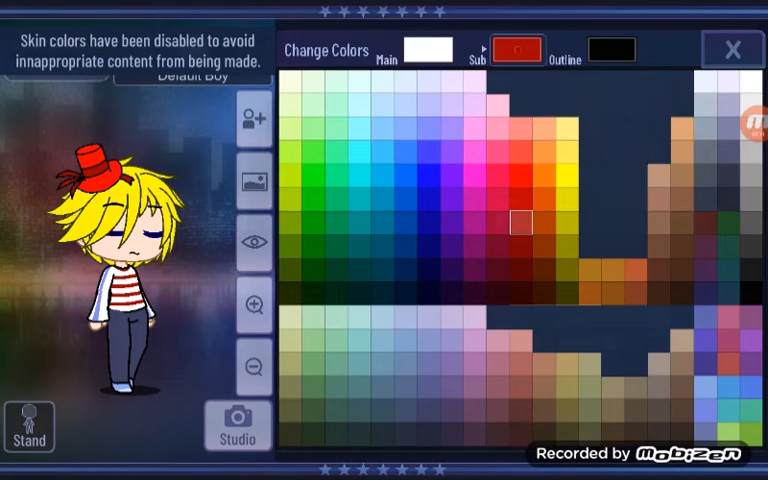 Skin colors have been disabled to avoid
innappropriate content from being made.
Default Boy
Change Colors
Main
Sub
Outline
X
Stand
Studio
Recorded by Mobizen